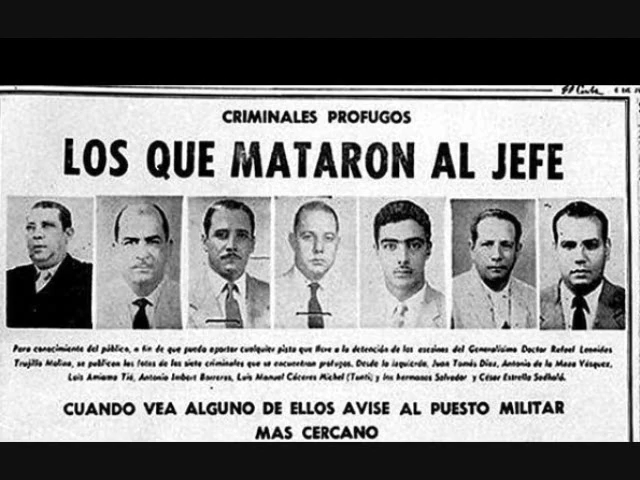 El Caribe
CRIMINALES PROFUGOS
LOS QUE MATARON AL JEFE
Para conocimiento del público, a fin de que pueda aportar cualquier pista que lleve a la detención de los asesinos del Generalísimo Doctor Rafael Leonidas
Trujillo Molina, se publican las fotos de los siete criminales que se encuentran prófugos. Desde la izquierda, Juan Tomás Díaz, Antonio de la Maza Vásquez,
Luis Amiama Tió, Antonio Imbert Barreras, Luis Manuel Cáceres Michel (Tunti) y los hermanos Salvador y César Estrella Sadhalá.
CUANDO VEA ALGUNO DE ELLOS AVISE AL PUESTO MILITAR
MAS CERCANO